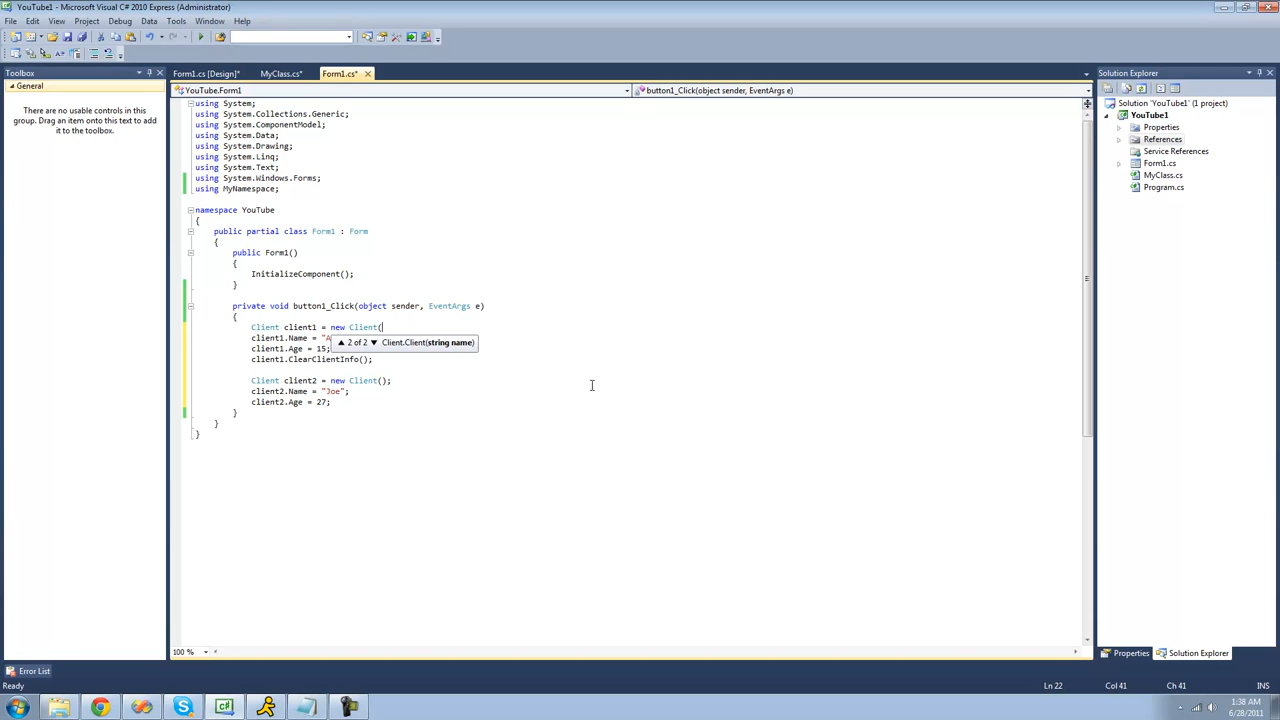 YouTube1 - Microsoft Visual C# 2010 Express (Administrator)
File Edit View Project Debug Data Tools Window Help
Toolbox
General
There are no usable controls in this
group. Drag an item onto this text to add
it to the toolbox.
Form1.cs [Design]* MyClass.cs* Form1.cs*
YouTube.Form1
button1_Click(object sender, EventArgs e)
using System;
using System.Collections.Generic;
using System.ComponentModel;
using System.Data;
using System.Drawing;
using System.Linq;
using System.Text;
using System.Windows.Forms;
using MyNamespace;
namespace YouTube
{
public partial class Form1 : Form
{
public Form1()
{
InitializeComponent();
}
private void button1_Click(object sender, EventArgs e)
{
Client client1 = new Client(
client1.Name = "A
2 of 2 Client.Client(string name)
client1.Age = 15;
client1.ClearClientInfo();
Client client2 = new Client();
client2.Name = "Joe";
client2.Age = 27;
}
}
}
100 %
Solution Explorer
Solution 'YouTube1' (1 project)
YouTube1
Properties
References
Service References
Form1.cs
MyClass.cs
Program.cs
Properties Solution Explorer
Error List
Ready
Ln 22 Col 41 Ch 41 INS
1:38 AM
6/28/2011